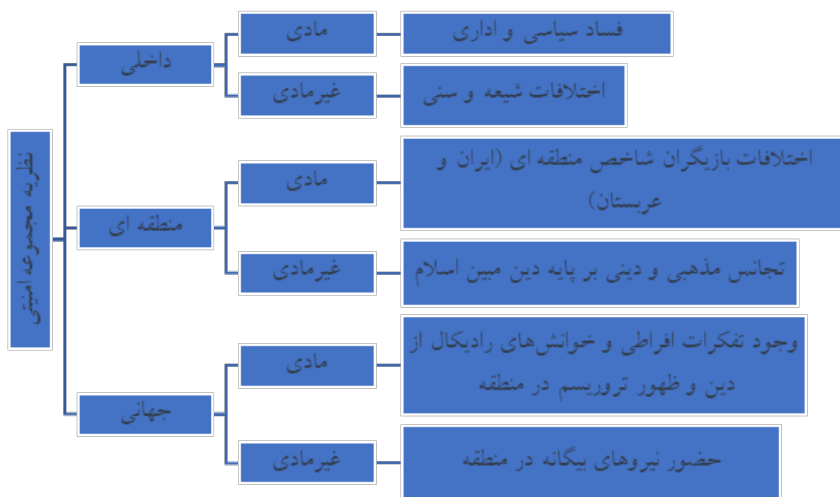 نظریه مجموعه امنیتی
داخلی
مادی
فساد سیاسی و اداری
غیرمادی
اختلافات شیعه و سنی
منطقه ای
مادی
اختلافات بازیگران شاخص منطقه ای (ایران و
عربستان)
غیرمادی
تجانس مذهبی و دینی بر پایه دین مبین اسلام
جهانی
مادی
وجود تفکرات افراطی و خوانش‌های رادیکال از
دین و ظهور تروریسم در منطقه
غیرمادی
حضور نیروهای بیگانه در منطقه